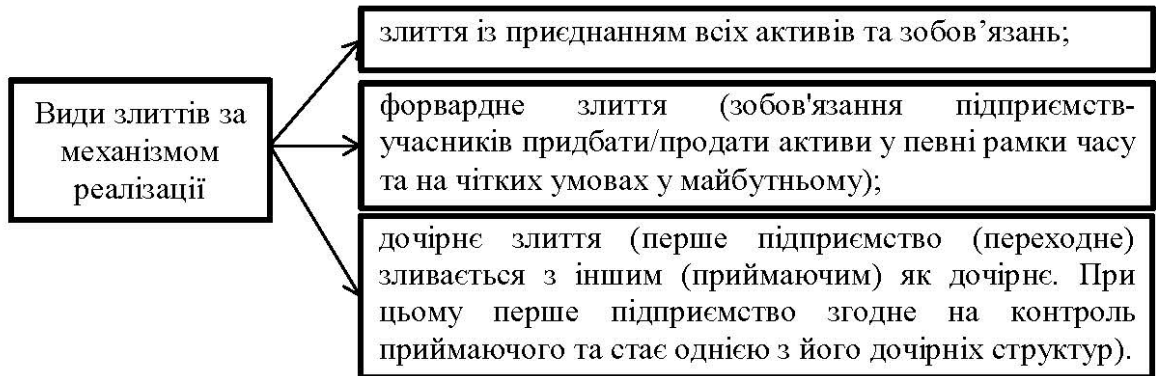 Види злиттів за
механізмом
реалізації
злиття із приєднанням всіх активів та зобов’язань;
форвардне злиття (зобов'язання підприємств-
учасників придбати/продати активи у певні рамки часу
та на чітких умовах у майбутньому);
дочірнє злиття (перше підприємство (переходне)
зливається з іншим (приймаючим) як дочірнє. При
цьому перше підприємство згодне на контроль
приймаючого та стає однією з його дочірніх структур).